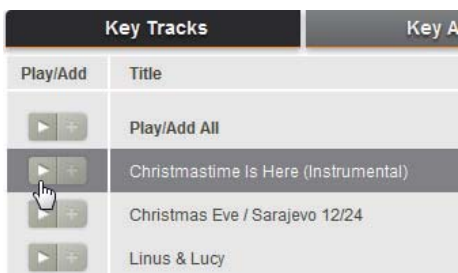 Key Tracks Key A
Play/Add Title
Play/Add All
Christmastime Is Here (Instrumental)
Christmas Eve / Sarajevo 12/24
Linus & Lucy